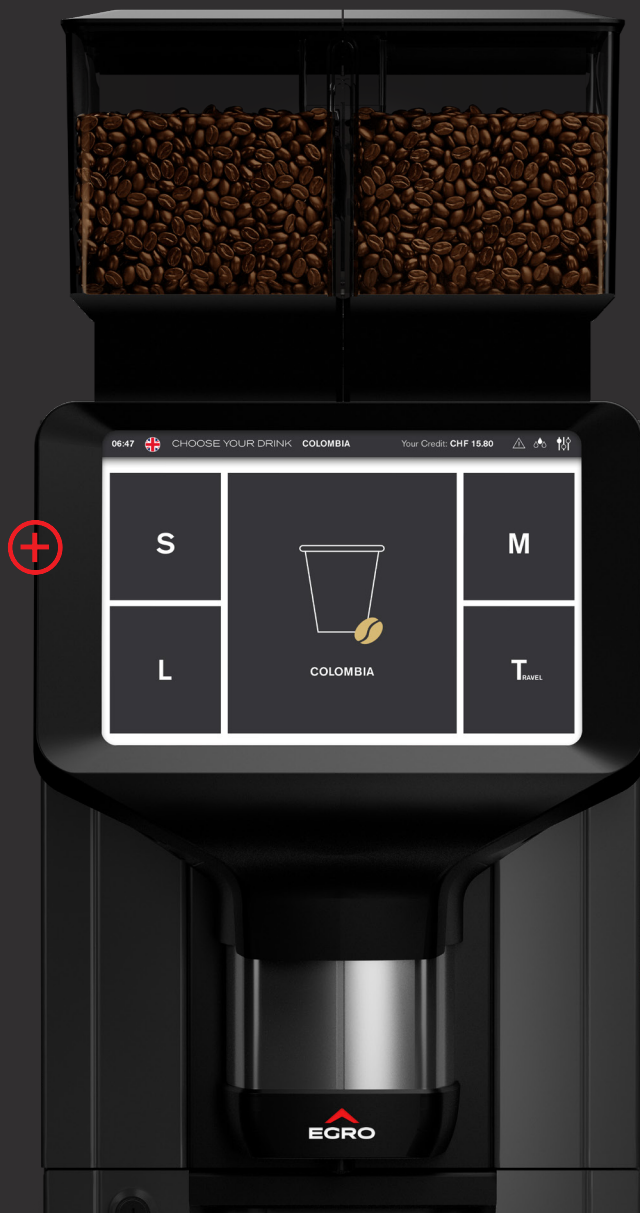 06:47 CHOOSE YOUR DRINK COLOMBIA Your Credit: CHF 15.80
S
M
COLOMBIA
L
TRAVEL
EGRO